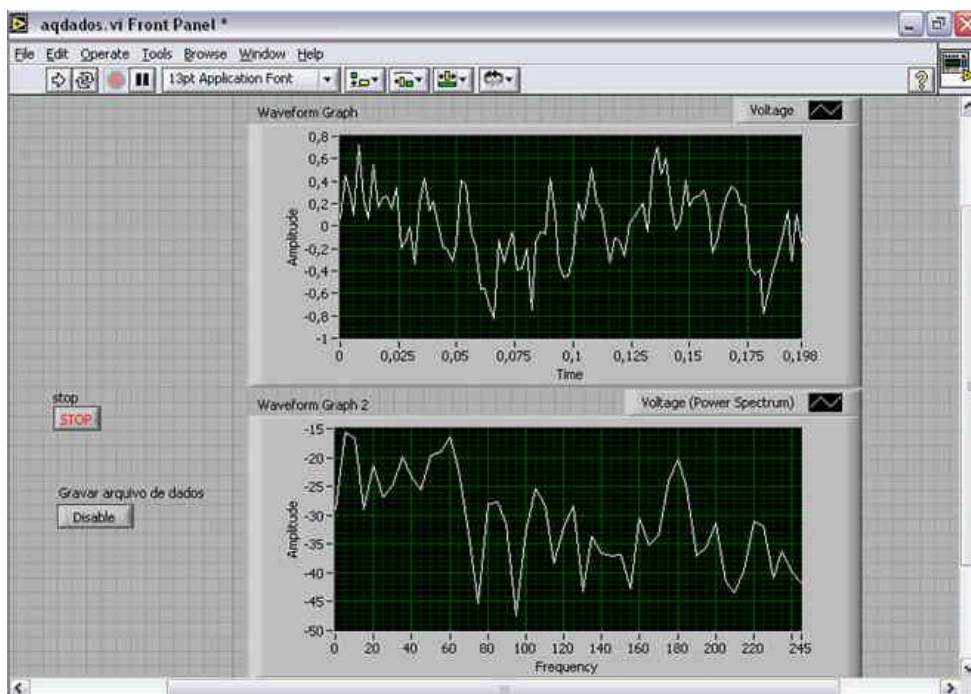 aqdados.vi Front Panel *
File Edit Operate Tools Browse Window Help
13pt Application Font
?
Waveform Graph
Voltage
0,8
0,6
0,4
0,2
0
-0,2
-0,4
-0,6
-0,8
-1
Amplitude
0 0,025 0,05 0,075 0,1 0,125 0,15 0,175 0,198
Time
stop
STOP
Gravar arquivo de dados
Disable
Waveform Graph 2
Voltage (Power Spectrum)
-15
-20
-25
-30
-35
-40
-45
-50
Amplitude
0 20 40 60 80 100 120 140 160 180 200 220 245
Frequency